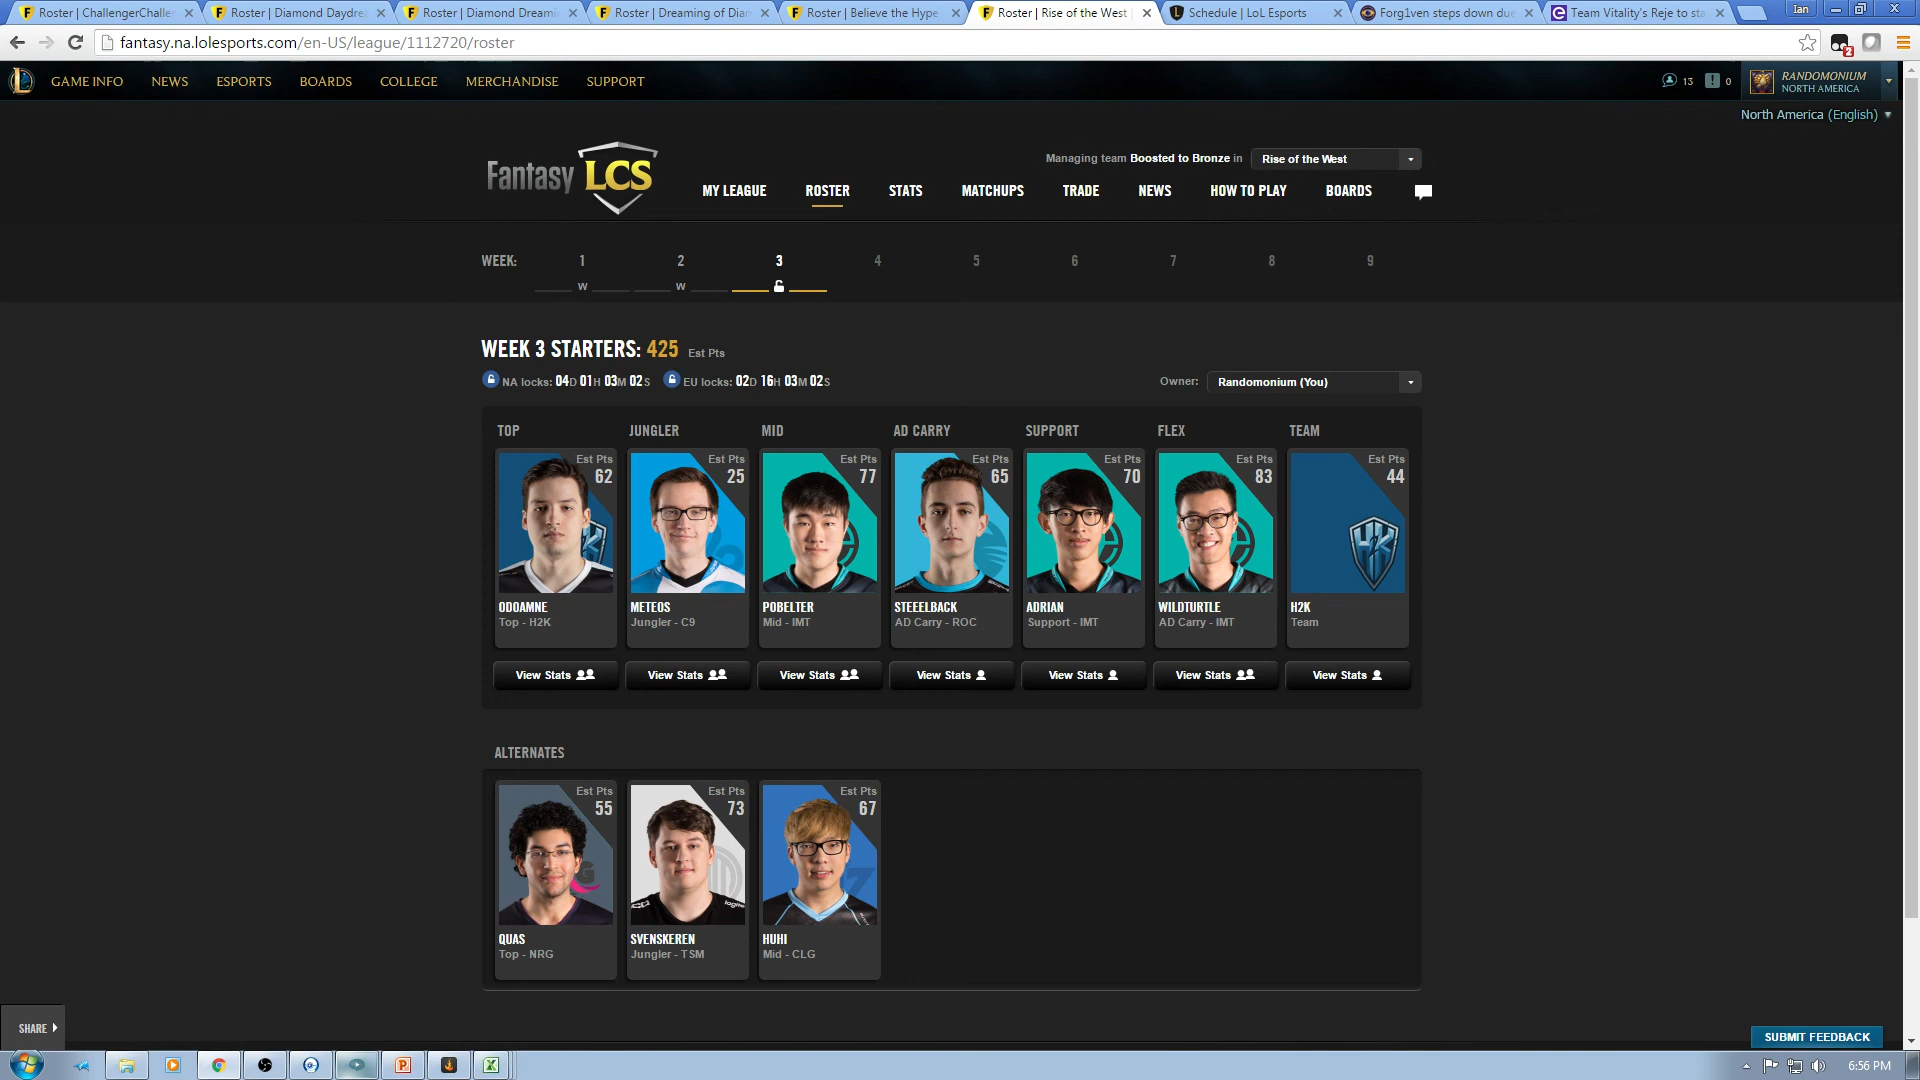 Roster | ChallengerChaller
Roster | Diamond Daydre
Roster | Diamond Dreami
Roster | Dreaming of Diar
Roster | Believe the Hype
Roster | Rise of the West
Schedule | LoL Esports
Forg1ven steps down due
Team Vitality's Reje to sta
Ian
fantasy.na.lolesports.com/en-US/league/1112720/roster
2
GAME INFO NEWS ESPORTS BOARDS COLLEGE MERCHANDISE SUPPORT
13 0
RANDOMONIUM
NORTH AMERICA
North America (English)
Fantasy LCS
Managing team Boosted to Bronze in Rise of the West
MY LEAGUE ROSTER STATS MATCHUPS TRADE NEWS HOW TO PLAY BOARDS
WEEK: 1 2 3 4 5 6 7 8 9
W W
WEEK 3 STARTERS: 425 Est Pts
NA locks: 04D 01H 03M 02S EU locks: 02D 16H 03M 02S
Owner: Randomonium (You)
TOP JUNGLER MID AD CARRY SUPPORT FLEX TEAM
Est Pts Est Pts Est Pts Est Pts Est Pts Est Pts Est Pts
62 25 77 65 70 83 44
H2K
ODOAMNE METEOS POBELTER STEEELBACK ADRIAN WILDTURTLE H2K
Top - H2K Jungler - C9 Mid - IMT AD Carry - ROC Support - IMT AD Carry - IMT Team
View Stats View Stats View Stats View Stats View Stats View Stats View Stats
ALTERNATES
Est Pts Est Pts Est Pts
55 73 67
QUAS SVENSKEREN HUHI
Top - NRG Jungler - TSM Mid - CLG
SHARE
SUBMIT FEEDBACK
6:56 PM